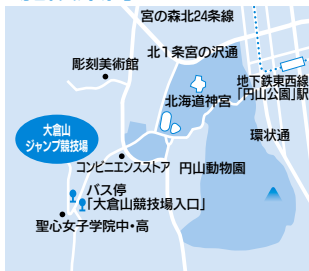 宮の森北24条線
北1条宮の沢通
彫刻美術館
地下鉄東西線
「円山公園」駅
北海道神宮
大倉山
ジャンプ競技場
環状通
コンビニエンスストア
円山動物園
バス停
「大倉山競技場入口」
聖心女子学院中・高